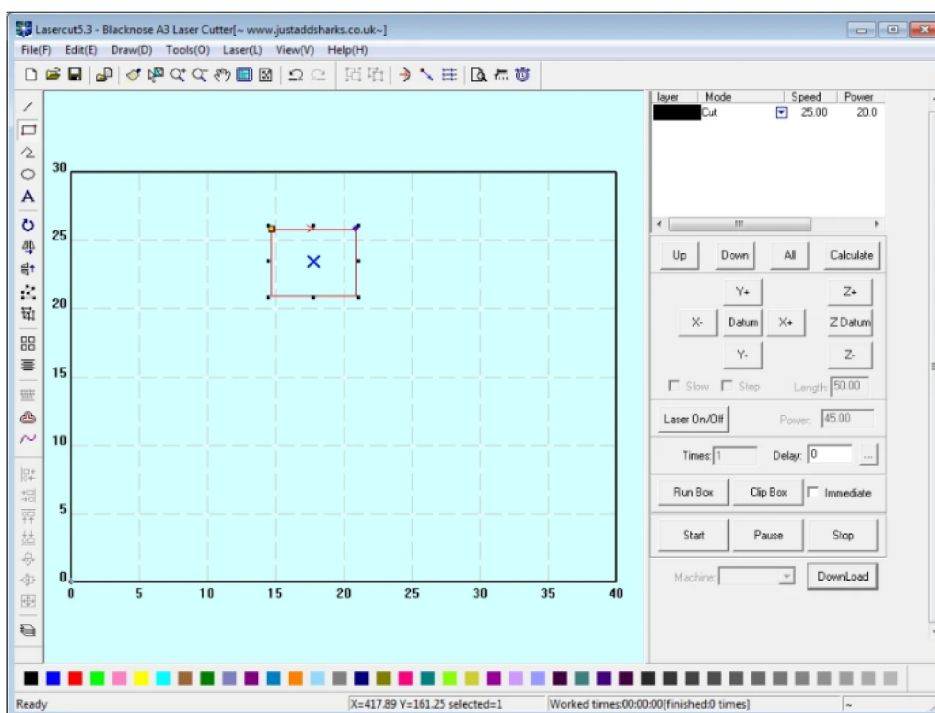 Lasercut5.3 - Blacknose A3 Laser Cutter[~ www.justaddsharks.co.uk~]
File(F) Edit(E) Draw(D) Tools(O) Laser(L) View(V) Help(H)
layer Mode Speed Power
Cut 25.00 20.0
A
30
25
20
15
10
5
0
0 5 10 15 20 25 30 35 40
Up Down All Calculate
Y+ Z+
X- Datum X+ Z Datum
Y- Z-
Slow Step Length: 50.00
Laser On/Off Power: 45.00
Times: 1 Delay: 0 ...
Run Box Clip Box Immediate
Start Pause Stop
Machine: DownLoad
Ready X=417.89 Y=161.25 selected=1 Worked times:00:00:00[finished:0 times] ~